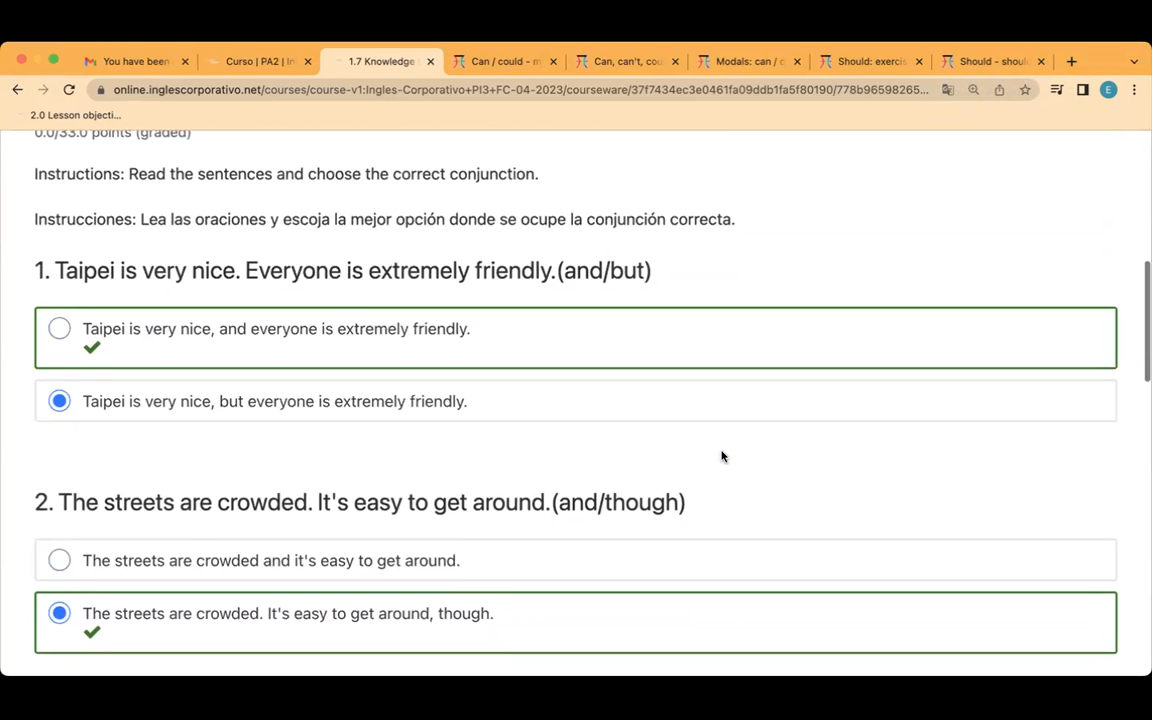 You have been
Curso | PA2 | In
1.7 Knowledge
Can / could - m
Can, can't, cou
Modals: can / c
Should: exercis
Should - shoul
online.inglescorporativo.net/courses/course-v1:Ingles-Corporativo+PI3+FC-04-2023/courseware/37f7434ec3e0461fa09ddb1fa5f80190/778b96598265...
E
2.0 Lesson objecti...
0.0/33.0 points (graded)
Instructions: Read the sentences and choose the correct conjunction.
Instrucciones: Lea las oraciones y escoja la mejor opción donde se ocupe la conjunción correcta.
1. Taipei is very nice. Everyone is extremely friendly.(and/but)
Taipei is very nice, and everyone is extremely friendly.
Taipei is very nice, but everyone is extremely friendly.
2. The streets are crowded. It's easy to get around.(and/though)
The streets are crowded and it's easy to get around.
The streets are crowded. It's easy to get around, though.